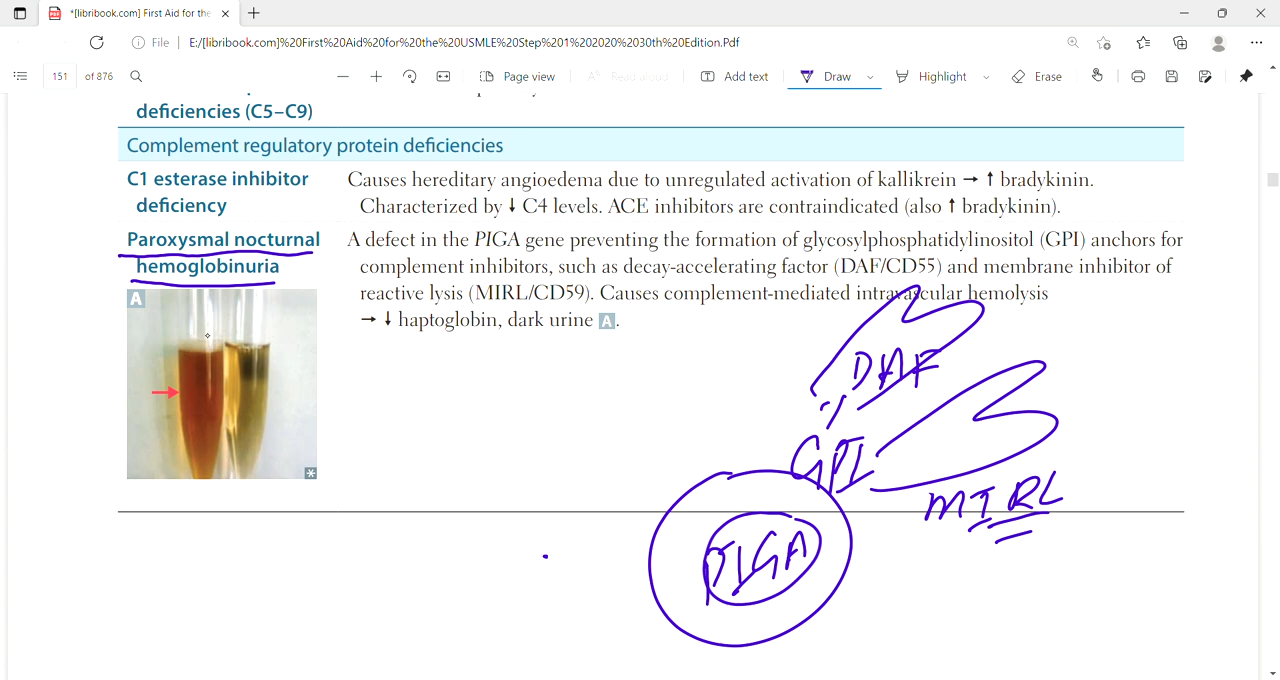 *[libribook.com] First Aid for the
File
E:/[libribook.com]%20First%20Aid%20for%20the%20USMLE%20Step%201%202020%2030th%20Edition.Pdf
151 of 876
Page view
Read aloud
Add text
Draw
Highlight
Erase
deficiencies (C5–C9)
Complement regulatory protein deficiencies
C1 esterase inhibitor
deficiency
Causes hereditary angioedema due to unregulated activation of kallikrein → ↑ bradykinin.
Characterized by ↓ C4 levels. ACE inhibitors are contraindicated (also ↑ bradykinin).
Paroxysmal nocturnal
hemoglobinuria
A defect in the PIGA gene preventing the formation of glycosylphosphatidylinositol (GPI) anchors for
complement inhibitors, such as decay-accelerating factor (DAF/CD55) and membrane inhibitor of
reactive lysis (MIRL/CD59). Causes complement-mediated intravascular hemolysis
→ ↓ haptoglobin, dark urine A.
A
DAF
GPI
MIRL
PIGA